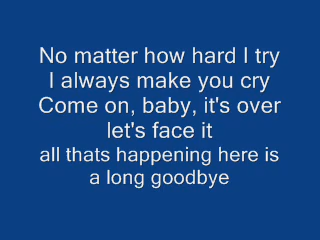 No matter how hard I try
I always make you cry
Come on, baby, it's over
let's face it
all thats happening here is
a long goodbye